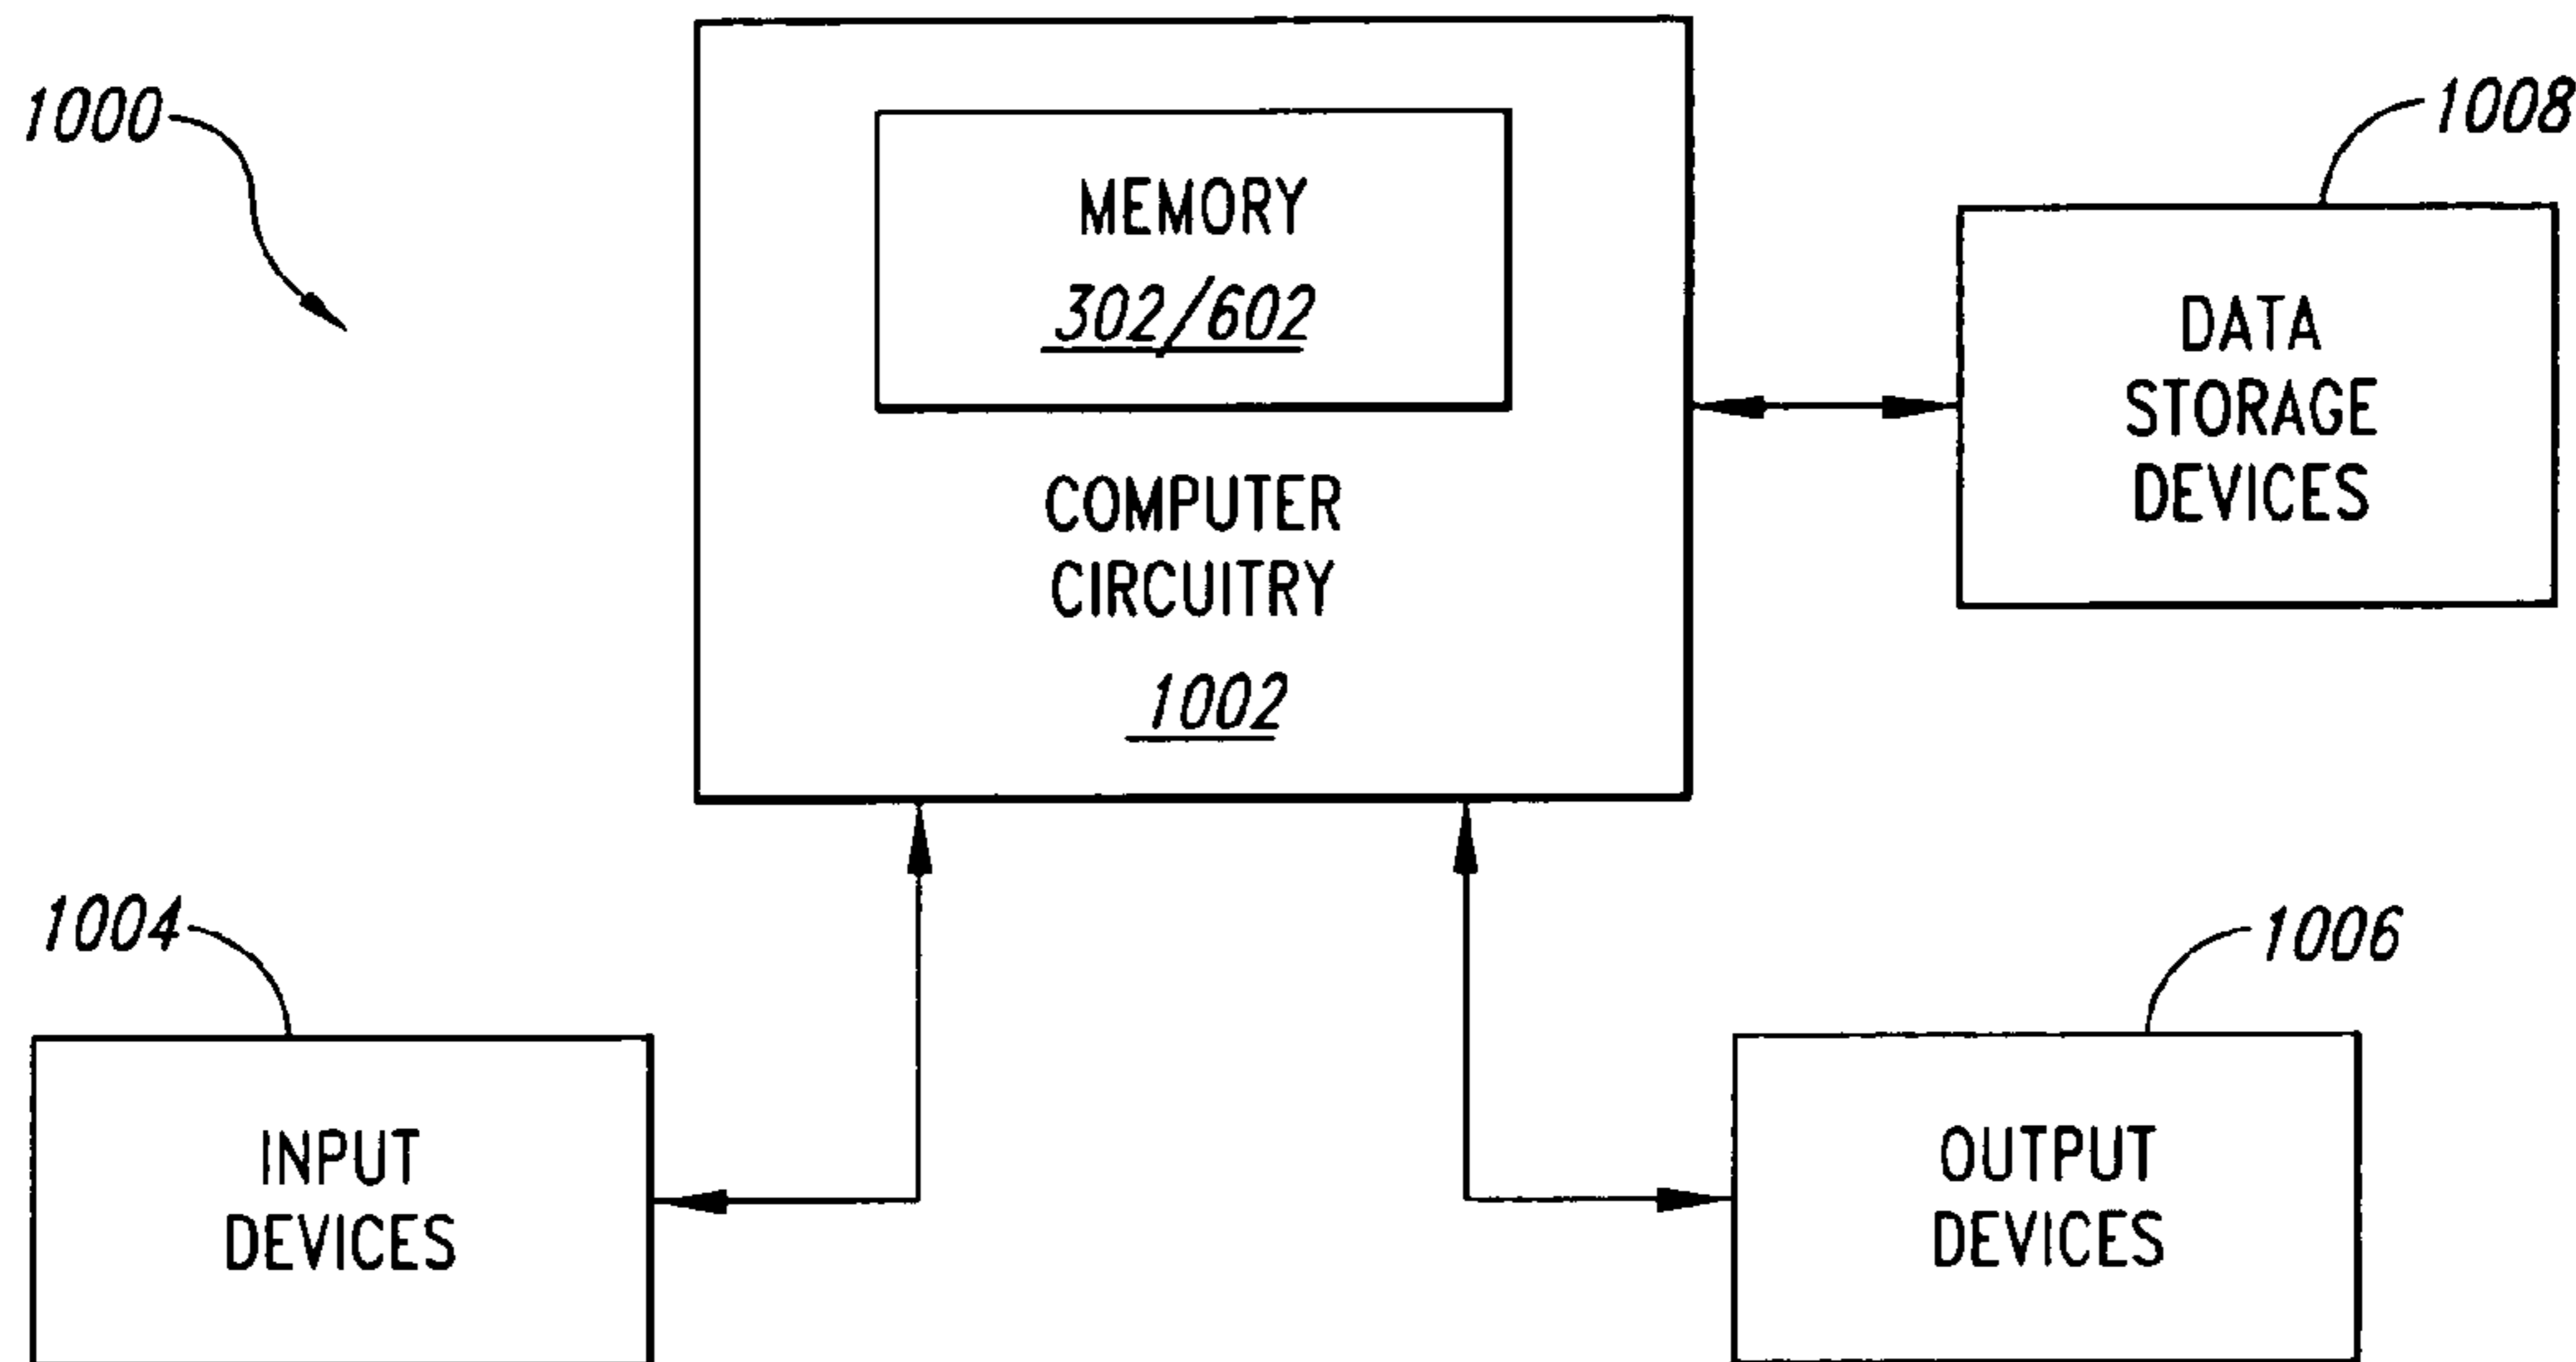 1000
MEMORY
302/602
COMPUTER
CIRCUITRY
1002
1008
DATA
STORAGE
DEVICES
1004
INPUT
DEVICES
1006
OUTPUT
DEVICES